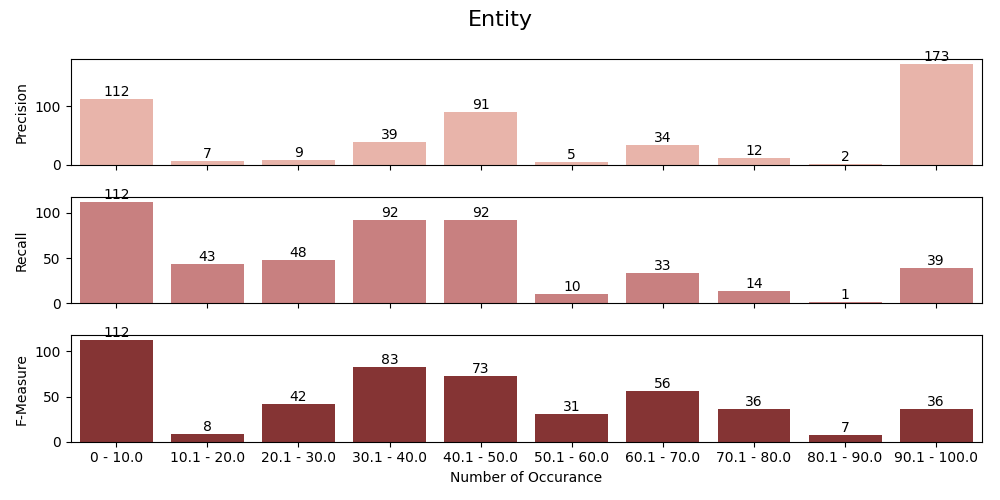 Entity
Precision
100
0
112 7 9 39 91 5 34 12 2 173
Recall
100
50
0
112 43 48 92 92 10 33 14 1 39
F-Measure
100
50
0
112 8 42 83 73 31 56 36 7 36
0 - 10.0 10.1 - 20.0 20.1 - 30.0 30.1 - 40.0 40.1 - 50.0 50.1 - 60.0 60.1 - 70.0 70.1 - 80.0 80.1 - 90.0 90.1 - 100.0
Number of Occurance